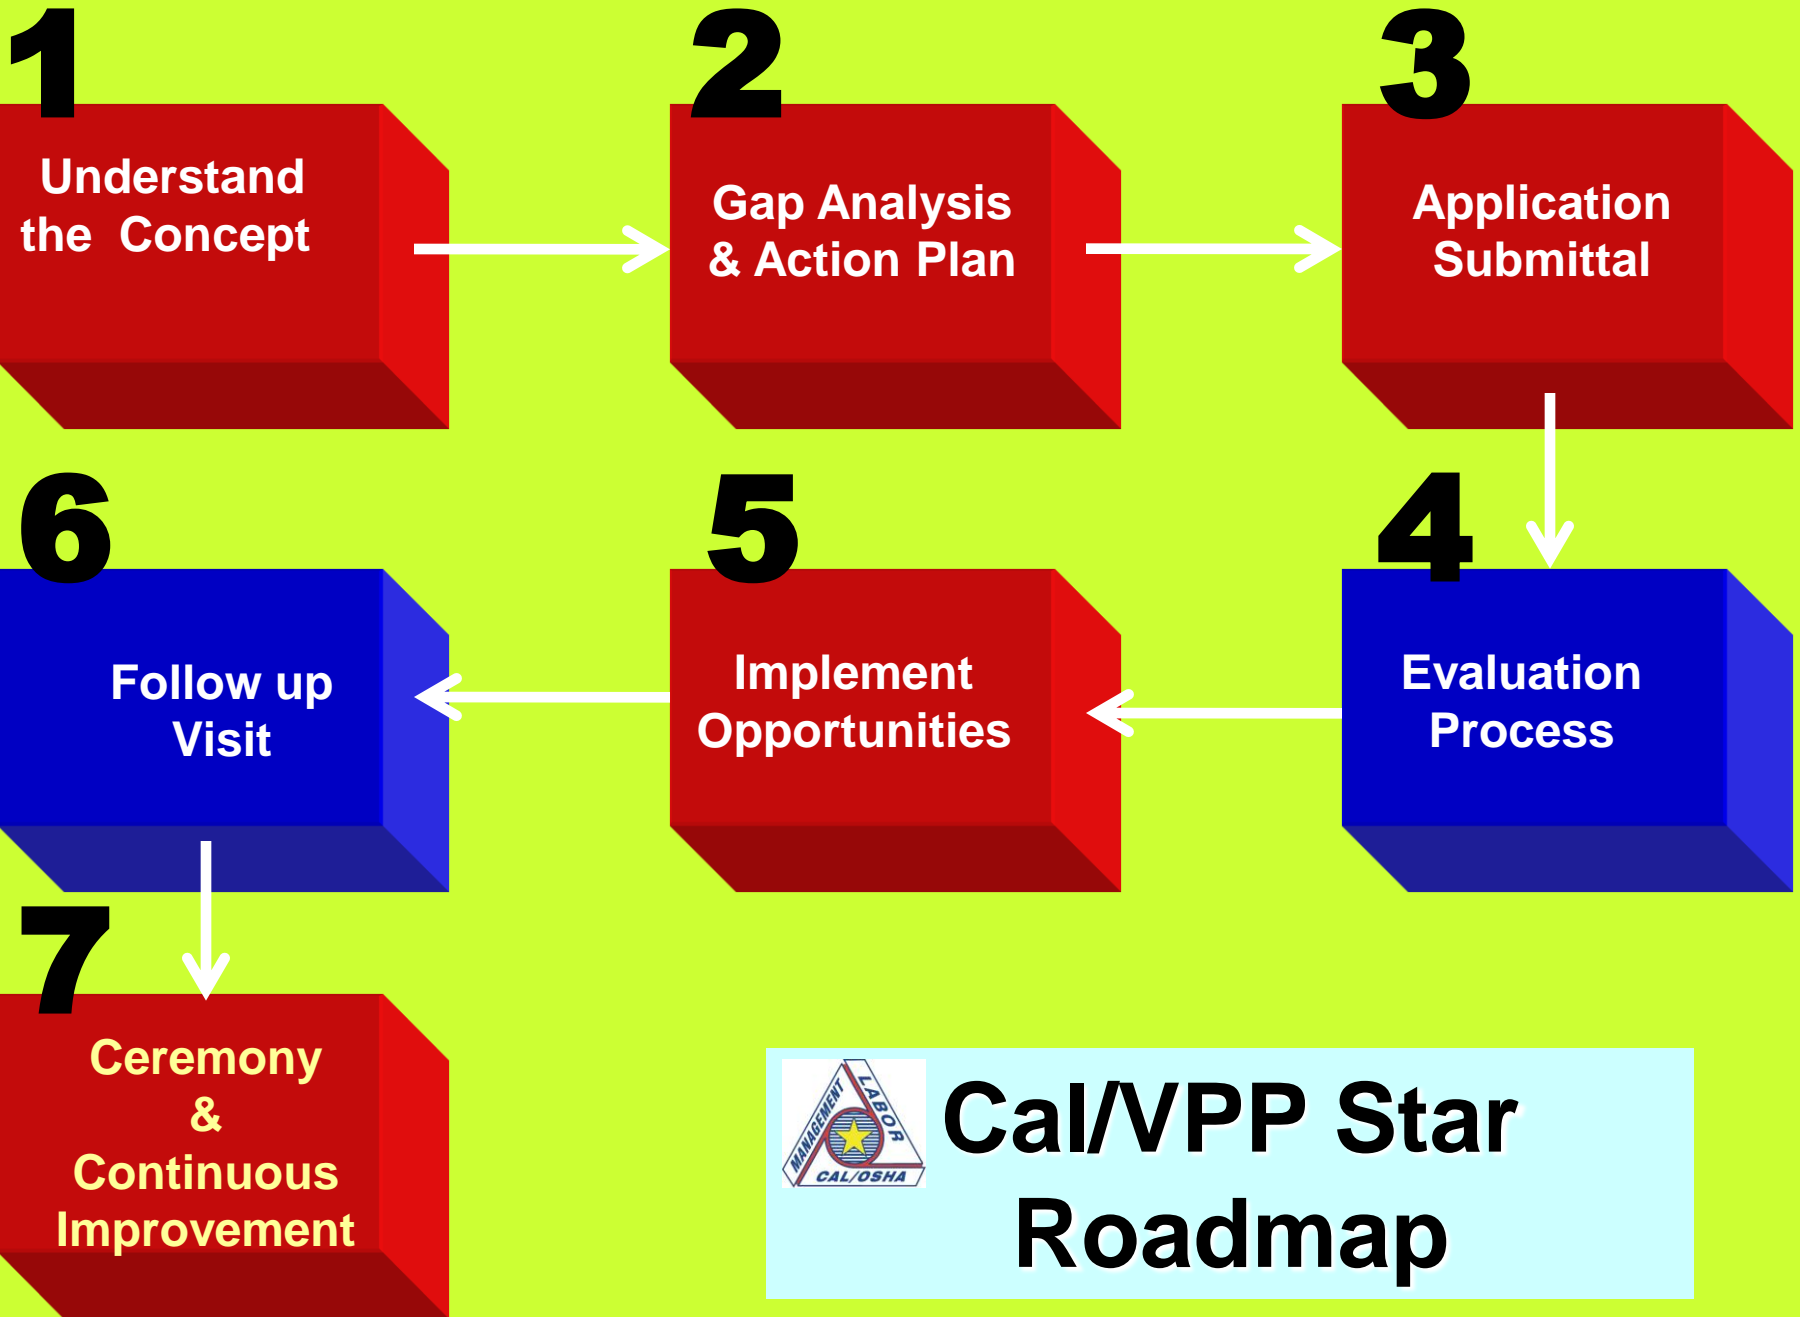 1
Understand
the Concept
2
Gap Analysis
& Action Plan
3
Application
Submittal
4
Evaluation
Process
5
Implement
Opportunities
6
Follow up
Visit
7
Ceremony
&
Continuous
Improvement
MANAGEMENT
LABOR
CAL/OSHA
Cal/VPP Star
Roadmap